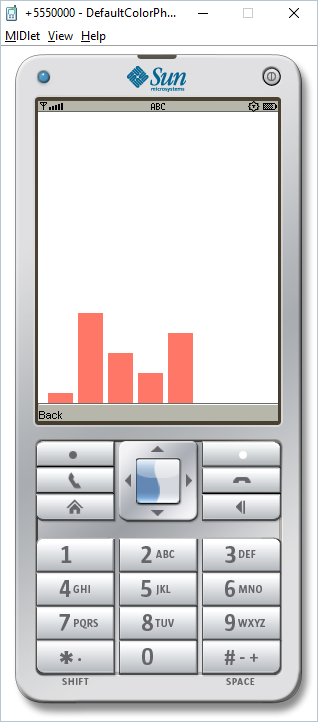 +5550000 - DefaultColorPh...
MIDlet View Help
Sun
microsystems
ABC
Back
1 2 ABC 3 DEF
4 GHI 5 JKL 6 MNO
7 PQRS 8 TUV 9 WXYZ
* . 0 # - +
SHIFT SPACE